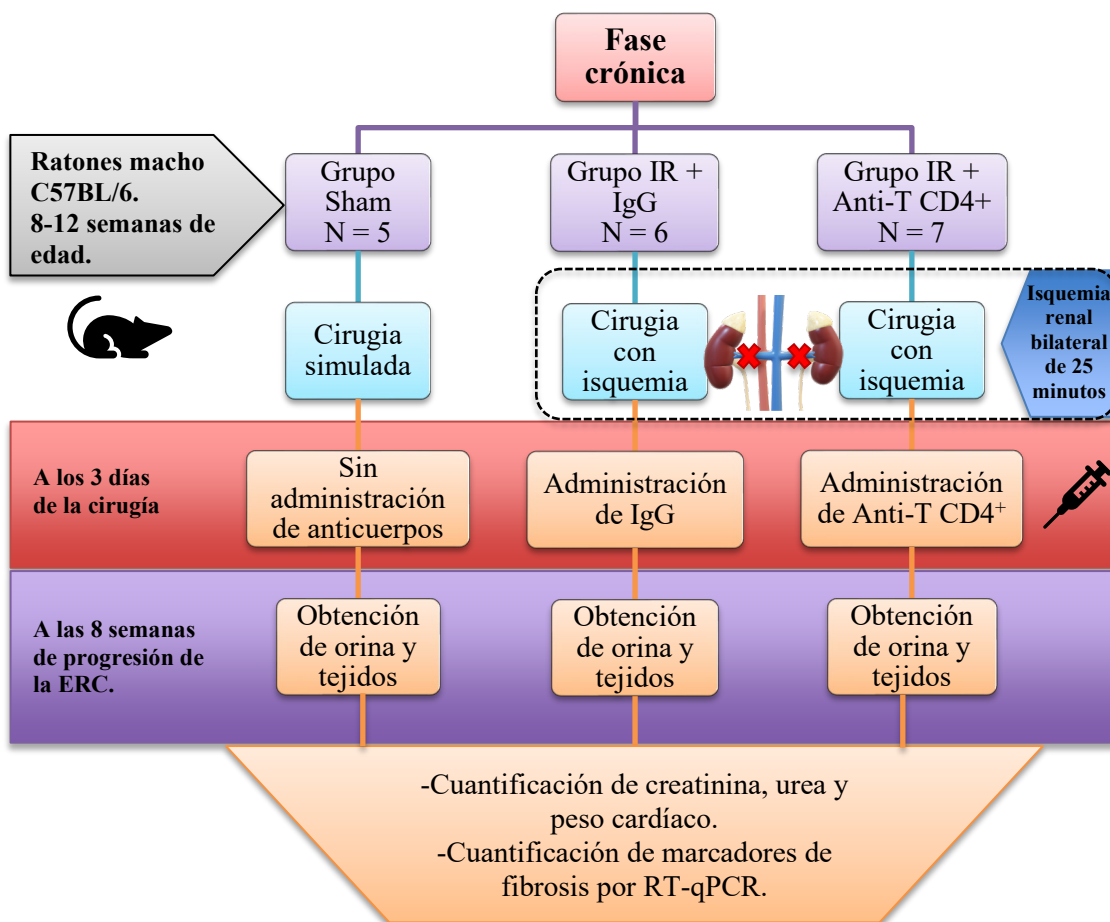 Fase
crónica
Ratones macho
C57BL/6.
8-12 semanas de
edad.
Grupo
Sham
N = 5
Grupo IR +
IgG
N = 6
Grupo IR +
Anti-T CD4+
N = 7
Cirugia
simulada
Cirugia
con
isquemia
Cirugia
con
isquemia
Isquemia
renal
bilateral
de 25
minutos
A los 3 días
de la cirugía
Sin
administración
de anticuerpos
Administración
de IgG
Administración
de Anti-T CD4⁺
A las 8 semanas
de progresión de
la ERC.
Obtención
de orina y
tejidos
Obtención
de orina y
tejidos
Obtención
de orina y
tejidos
-Cuantificación de creatinina, urea y
peso cardíaco.
-Cuantificación de marcadores de
fibrosis por RT-qPCR.